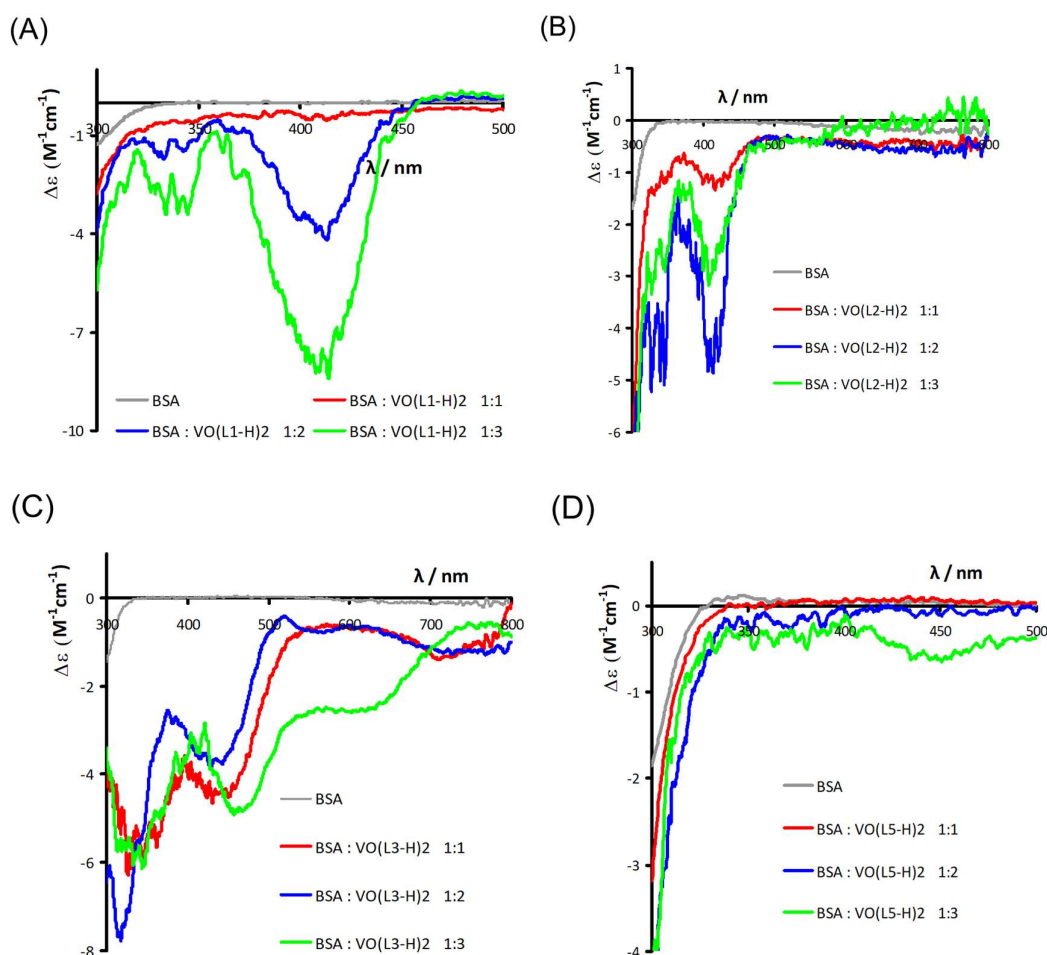 (A)
Δε (M⁻¹cm⁻¹)
300 350 400 450 500
-1
-4
-7
-10
λ / nm
BSA
BSA : VO(L1-H)2 1:1
BSA : VO(L1-H)2 1:2
BSA : VO(L1-H)2 1:3
(B)
Δε (M⁻¹cm⁻¹)
λ / nm
1
0
-1
-2
-3
-4
-5
-6
300 400 500 600 700 800
BSA
BSA : VO(L2-H)2 1:1
BSA : VO(L2-H)2 1:2
BSA : VO(L2-H)2 1:3
(C)
Δε (M⁻¹cm⁻¹)
λ / nm
0
-2
-4
-6
-8
300 400 500 600 700 800
BSA
BSA : VO(L3-H)2 1:1
BSA : VO(L3-H)2 1:2
BSA : VO(L3-H)2 1:3
(D)
Δε (M⁻¹cm⁻¹)
λ / nm
0
-1
-2
-3
-4
300 350 400 450 500
BSA
BSA : VO(L5-H)2 1:1
BSA : VO(L5-H)2 1:2
BSA : VO(L5-H)2 1:3